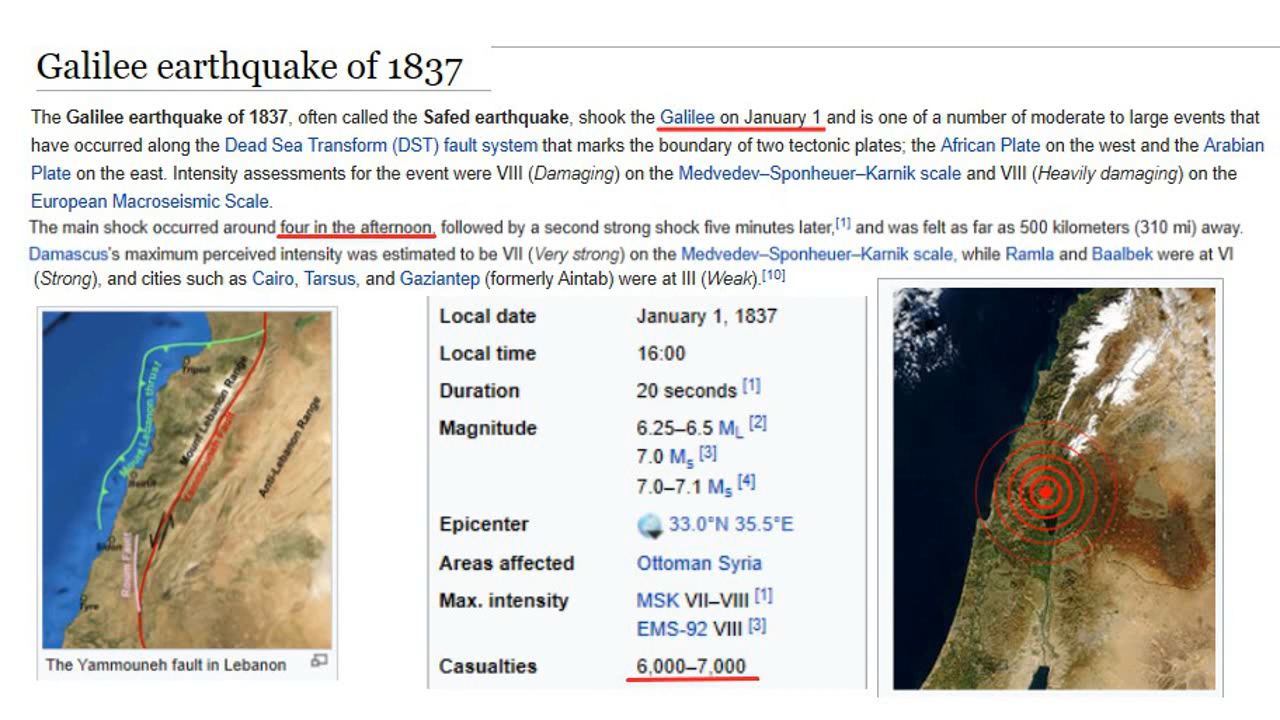 Galilee earthquake of 1837
The Galilee earthquake of 1837, often called the Safed earthquake, shook the Galilee on January 1 and is one of a number of moderate to large events that
have occurred along the Dead Sea Transform (DST) fault system that marks the boundary of two tectonic plates; the African Plate on the west and the Arabian
Plate on the east. Intensity assessments for the event were VIII (Damaging) on the Medvedev–Sponheuer–Karnik scale and VIII (Heavily damaging) on the
European Macroseismic Scale.
The main shock occurred around four in the afternoon, followed by a second strong shock five minutes later,[1] and was felt as far as 500 kilometers (310 mi) away.
Damascus's maximum perceived intensity was estimated to be VII (Very strong) on the Medvedev–Sponheuer–Karnik scale, while Ramla and Baalbek were at VI
(Strong), and cities such as Cairo, Tarsus, and Gaziantep (formerly Aintab) were at III (Weak).[10]
Tripoli
Mount Lebanon thrust
Mount Lebanon Range
Yammouneh Fault
Anti-Lebanon Range
Beirut
Sidon
Roum Fault
Tyre
The Yammouneh fault in Lebanon
Local date January 1, 1837
Local time 16:00
Duration 20 seconds [1]
Magnitude 6.25–6.5 ML [2]
7.0 Ms [3]
7.0–7.1 Ms [4]
Epicenter 33.0°N 35.5°E
Areas affected Ottoman Syria
Max. intensity MSK VII–VIII [1]
EMS-92 VIII [3]
Casualties 6,000–7,000